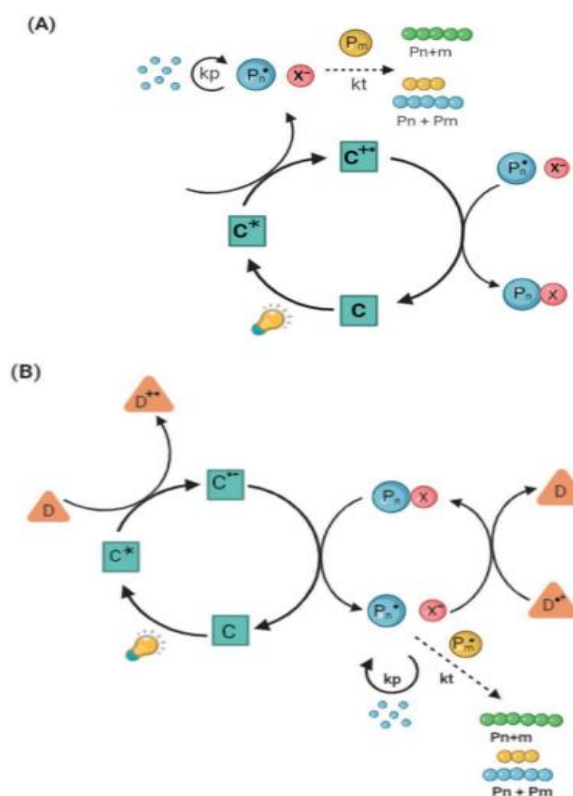 (A)
kp
Pn• X− Pm kt
Pn+m
Pn + Pm
C+•
Pn• X−
C*
Pn X
C
(B)
D+•
D
C•−
Pn X
D
C*
C
Pn• X−
D•+
Pm•
kp
kt
Pn+m
Pn + Pm